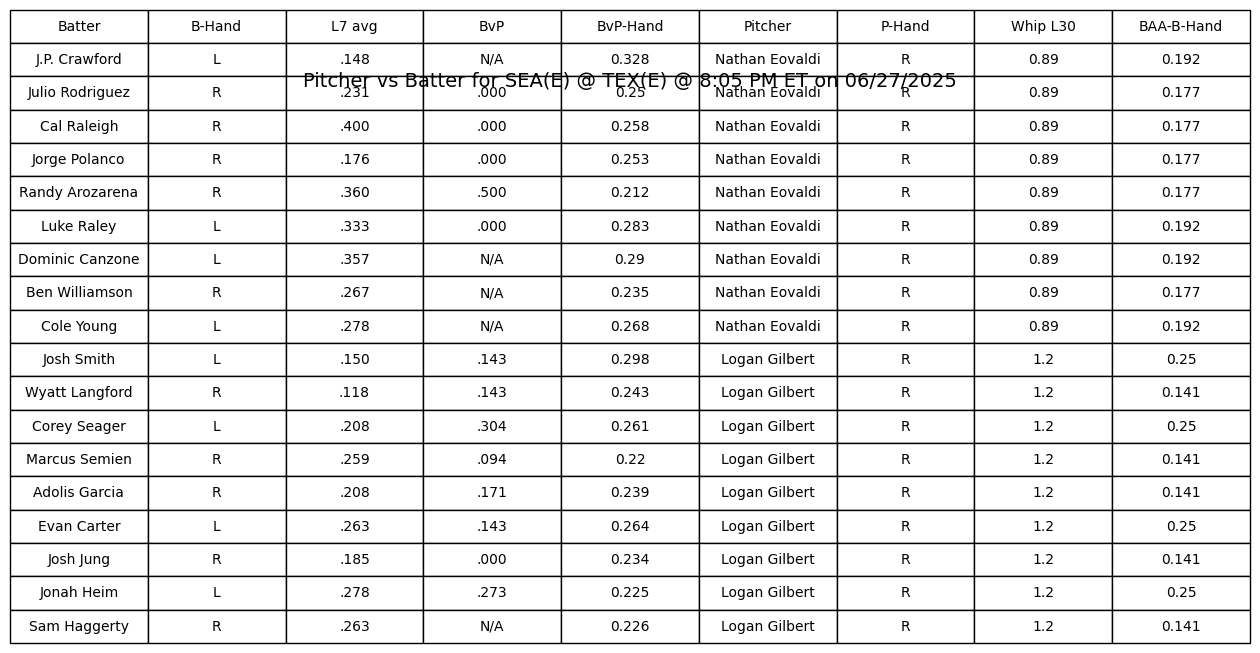 Batter B-Hand L7 avg BvP BvP-Hand Pitcher P-Hand Whip L30 BAA-B-Hand
J.P. Crawford L .148 N/A 0.328 Nathan Eovaldi R 0.89 0.192
Pitcher vs Batter for SEA(E) @ TEX(E) @ 8:05 PM ET on 06/27/2025
Julio Rodriguez R .231 .000 0.25 Nathan Eovaldi R 0.89 0.177
Cal Raleigh R .400 .000 0.258 Nathan Eovaldi R 0.89 0.177
Jorge Polanco R .176 .000 0.253 Nathan Eovaldi R 0.89 0.177
Randy Arozarena R .360 .500 0.212 Nathan Eovaldi R 0.89 0.177
Luke Raley L .333 .000 0.283 Nathan Eovaldi R 0.89 0.192
Dominic Canzone L .357 N/A 0.29 Nathan Eovaldi R 0.89 0.192
Ben Williamson R .267 N/A 0.235 Nathan Eovaldi R 0.89 0.177
Cole Young L .278 N/A 0.268 Nathan Eovaldi R 0.89 0.192
Josh Smith L .150 .143 0.298 Logan Gilbert R 1.2 0.25
Wyatt Langford R .118 .143 0.243 Logan Gilbert R 1.2 0.141
Corey Seager L .208 .304 0.261 Logan Gilbert R 1.2 0.25
Marcus Semien R .259 .094 0.22 Logan Gilbert R 1.2 0.141
Adolis Garcia R .208 .171 0.239 Logan Gilbert R 1.2 0.141
Evan Carter L .263 .143 0.264 Logan Gilbert R 1.2 0.25
Josh Jung R .185 .000 0.234 Logan Gilbert R 1.2 0.141
Jonah Heim L .278 .273 0.225 Logan Gilbert R 1.2 0.25
Sam Haggerty R .263 N/A 0.226 Logan Gilbert R 1.2 0.141